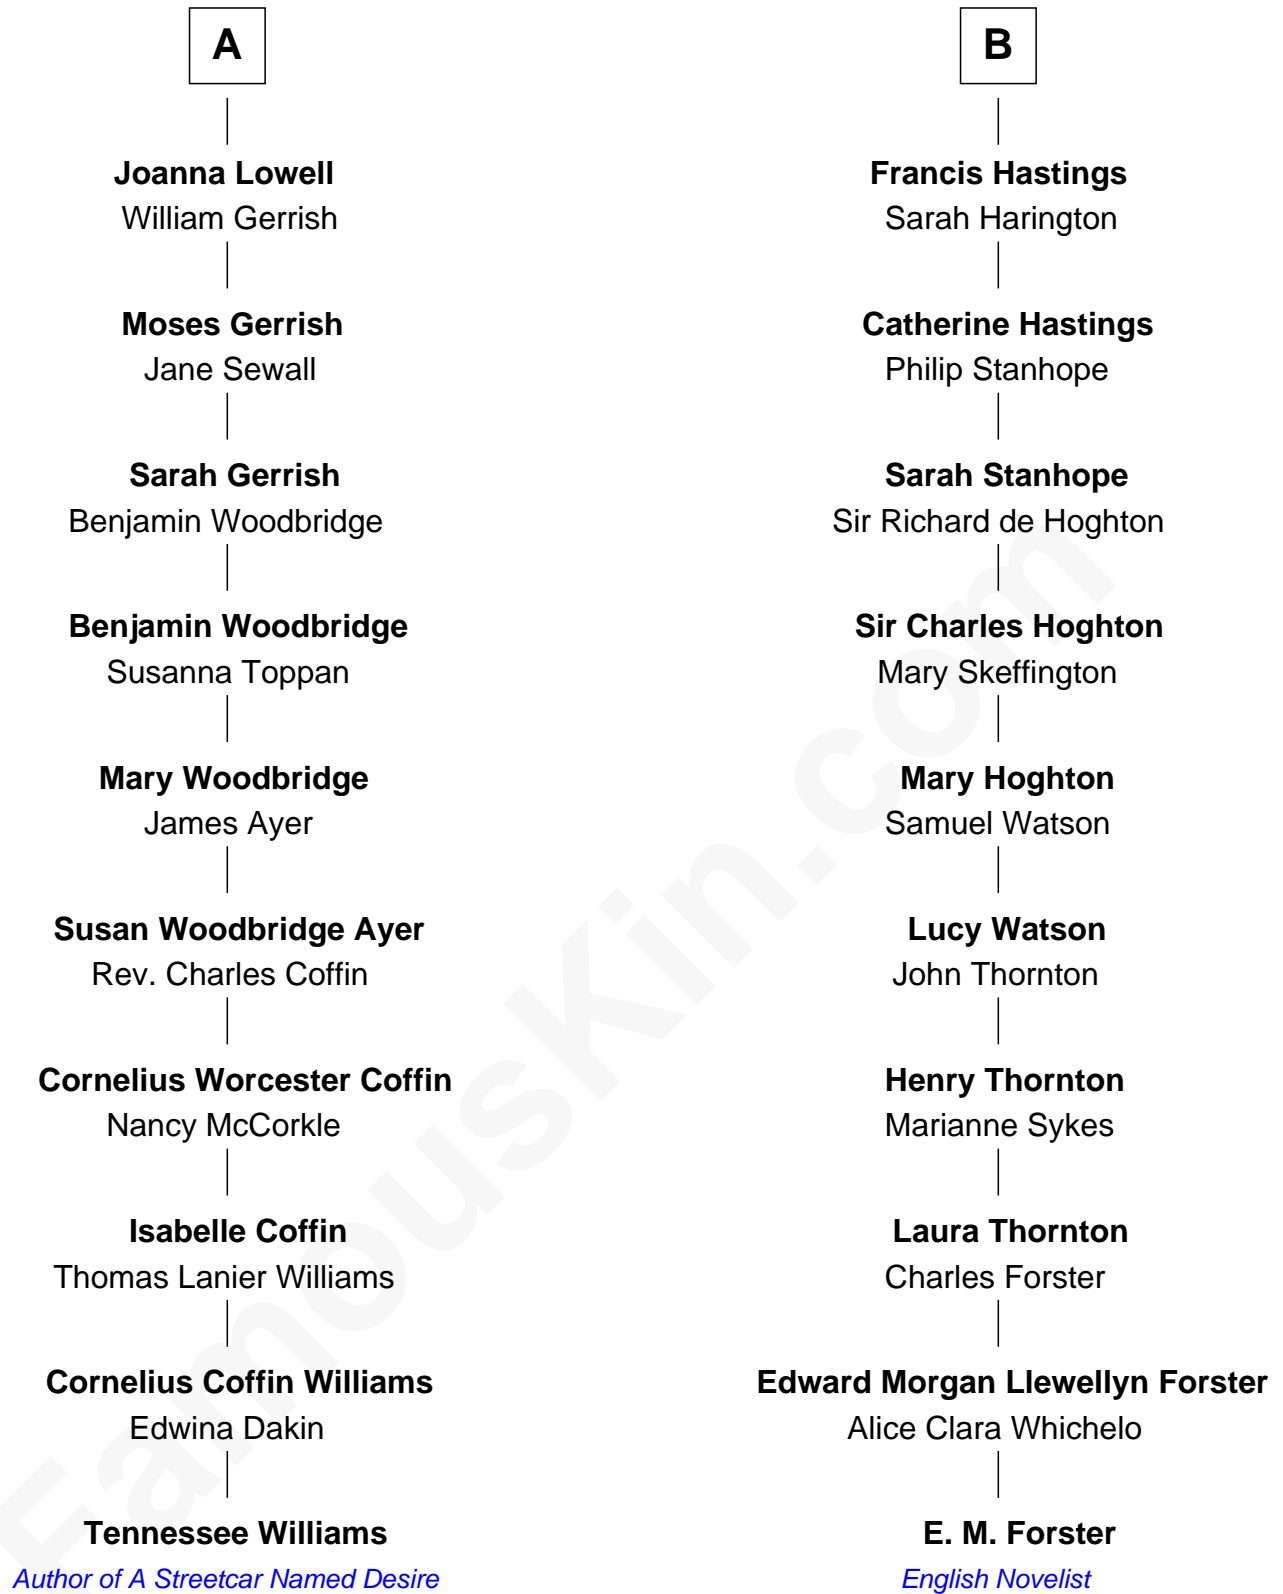 A
Joanna Lowell
William Gerrish
Moses Gerrish
Jane Sewall
Sarah Gerrish
Benjamin Woodbridge
Benjamin Woodbridge
Susanna Toppan
Mary Woodbridge
James Ayer
Susan Woodbridge Ayer
Rev. Charles Coffin
Cornelius Worcester Coffin
Nancy McCorkle
Isabelle Coffin
Thomas Lanier Williams
Cornelius Coffin Williams
Edwina Dakin
Tennessee Williams
Author of A Streetcar Named Desire
B
Francis Hastings
Sarah Harington
Catherine Hastings
Philip Stanhope
Sarah Stanhope
Sir Richard de Hoghton
Sir Charles Hoghton
Mary Skeffington
Mary Hoghton
Samuel Watson
Lucy Watson
John Thornton
Henry Thornton
Marianne Sykes
Laura Thornton
Charles Forster
Edward Morgan Llewellyn Forster
Alice Clara Whichelo
E. M. Forster
English Novelist
FamousKin.com